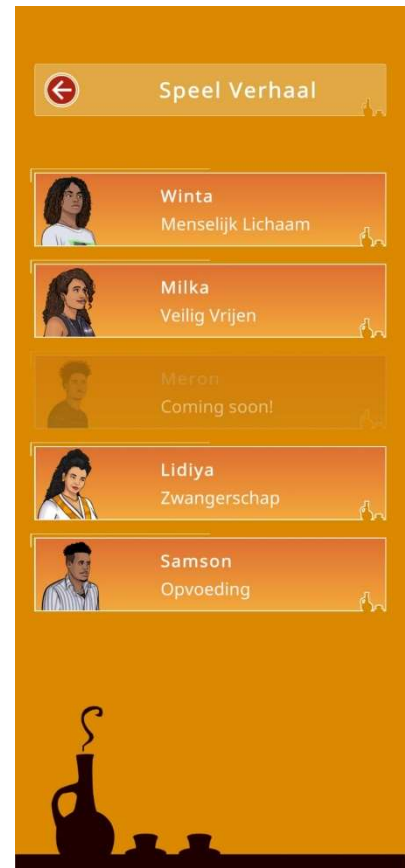 Speel Verhaal
Winta
Menselijk Lichaam
Milka
Veilig Vrijen
Meron
Coming soon!
Lidiya
Zwangerschap
Samson
Opvoeding